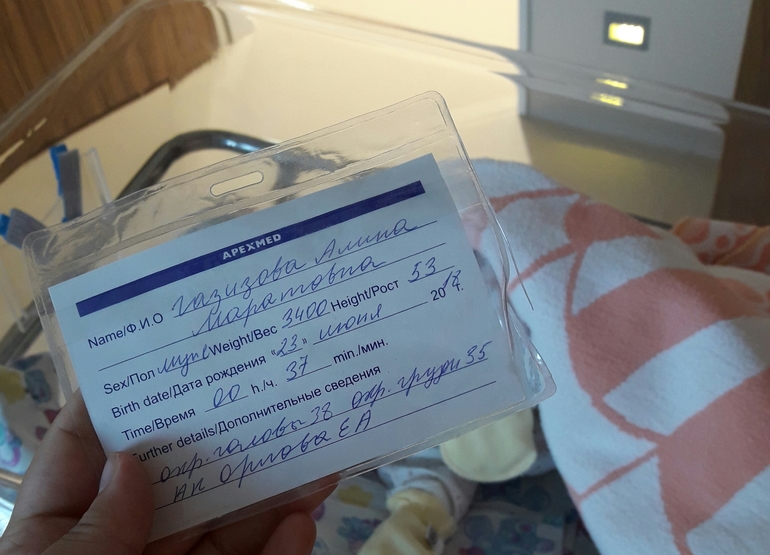 APEXMED
Name/Ф.И.О Газизова Алина
Маратовна
Sex/Пол муж Weight/Вес 3400 Height/Рост 53
Birth date/Дата рождения "23" июня 2017г.
Time/Время 00 h./ч. 37 min./мин.
Further details/Дополнительные сведения
окр. головы 38 окр. груди 35
Ак Орлова ЕА